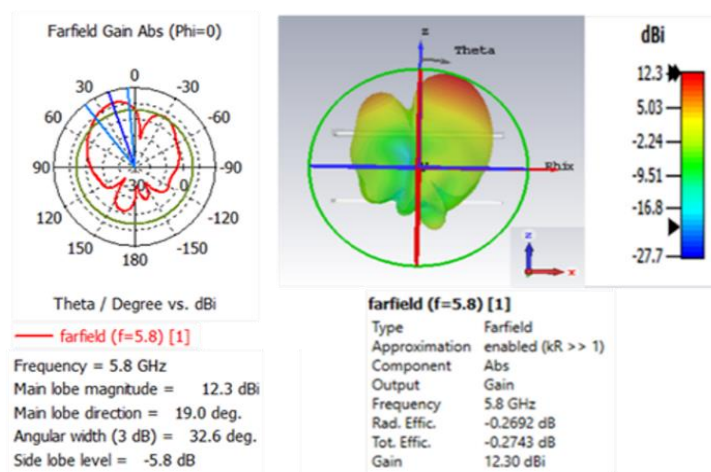 Farfield Gain Abs (Phi=0)
0
30
-30
60
-60
90
-30
0
-90
120
-120
150
-150
180
Theta / Degree vs. dBi
farfield (f=5.8) [1]
Frequency = 5.8 GHz
Main lobe magnitude = 12.3 dBi
Main lobe direction = 19.0 deg.
Angular width (3 dB) = 32.6 deg.
Side lobe level = -5.8 dB
z
Theta
Phix
z
x
dBi
12.3
5.03
-2.24
-9.51
-16.8
-27.7
farfield (f=5.8) [1]
Type Farfield
Approximation enabled (kR >> 1)
Component Abs
Output Gain
Frequency 5.8 GHz
Rad. Effic. -0.2692 dB
Tot. Effic. -0.2743 dB
Gain 12.30 dBi